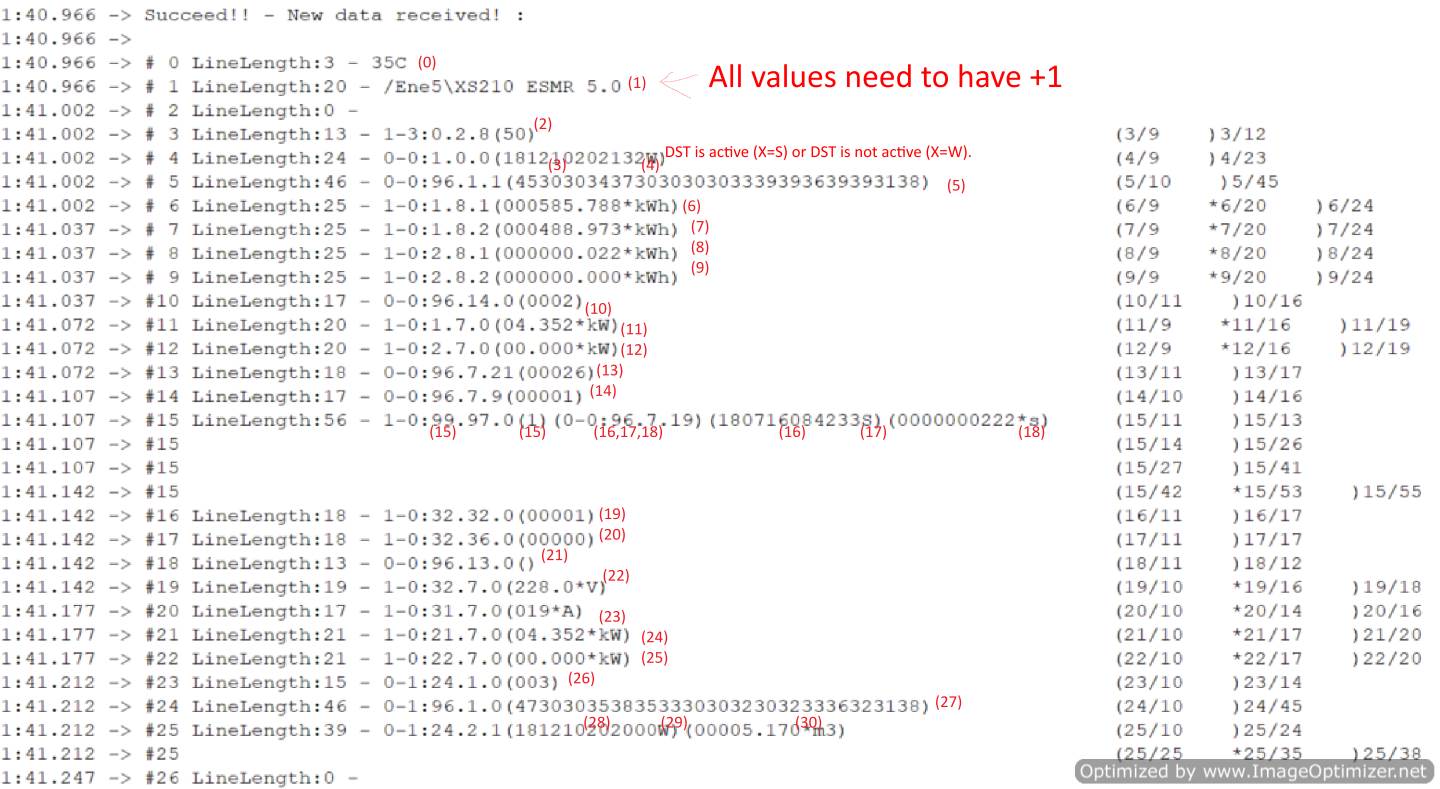 1:40.966 -> Succeed!! - New data received! :
1:40.966 ->
1:40.966 -> # 0 LineLength:3 - 35C (0)
1:40.966 -> # 1 LineLength:20 - /Ene5\XS210 ESMR 5.0 (1) All values need to have +1
1:41.002 -> # 2 LineLength:0 -
1:41.002 -> # 3 LineLength:13 - 1-3:0.2.8(50) (2) (3/9 )3/12
1:41.002 -> # 4 LineLength:24 - 0-0:1.0.0(181210202132W) DST is active (X=S) or DST is not active (X=W). (4/9 )4/23
(3) (4)
1:41.002 -> # 5 LineLength:46 - 0-0:96.1.1(4530303437303030303339393639393138) (5) (5/10 )5/45
1:41.002 -> # 6 LineLength:25 - 1-0:1.8.1(000585.788*kWh) (6) (6/9 *6/20 )6/24
1:41.037 -> # 7 LineLength:25 - 1-0:1.8.2(000488.973*kWh) (7) (7/9 *7/20 )7/24
1:41.037 -> # 8 LineLength:25 - 1-0:2.8.1(000000.022*kWh) (8) (8/9 *8/20 )8/24
1:41.037 -> # 9 LineLength:25 - 1-0:2.8.2(000000.000*kWh) (9) (9/9 *9/20 )9/24
1:41.037 -> #10 LineLength:17 - 0-0:96.14.0(0002) (10) (10/11 )10/16
1:41.072 -> #11 LineLength:20 - 1-0:1.7.0(04.352*kW) (11) (11/9 *11/16 )11/19
1:41.072 -> #12 LineLength:20 - 1-0:2.7.0(00.000*kW) (12) (12/9 *12/16 )12/19
1:41.072 -> #13 LineLength:18 - 0-0:96.7.21(00026) (13) (13/11 )13/17
1:41.107 -> #14 LineLength:17 - 0-0:96.7.9(00001) (14) (14/10 )14/16
1:41.107 -> #15 LineLength:56 - 1-0:99.97.0(1)(0-0:96.7.19)(180716084233S)(0000000222*s) (15/11 )15/13
(15) (15) (16,17,18) (16) (17) (18)
1:41.107 -> #15 (15/14 )15/26
1:41.107 -> #15 (15/27 )15/41
1:41.142 -> #15 (15/42 *15/53 )15/55
1:41.142 -> #16 LineLength:18 - 1-0:32.32.0(00001) (19) (16/11 )16/17
1:41.142 -> #17 LineLength:18 - 1-0:32.36.0(00000) (20) (17/11 )17/17
1:41.142 -> #18 LineLength:13 - 0-0:96.13.0() (21) (18/11 )18/12
1:41.142 -> #19 LineLength:19 - 1-0:32.7.0(228.0*V) (22) (19/10 *19/16 )19/18
1:41.177 -> #20 LineLength:17 - 1-0:31.7.0(019*A) (23) (20/10 *20/14 )20/16
1:41.177 -> #21 LineLength:21 - 1-0:21.7.0(04.352*kW) (24) (21/10 *21/17 )21/20
1:41.177 -> #22 LineLength:21 - 1-0:22.7.0(00.000*kW) (25) (22/10 *22/17 )22/20
1:41.212 -> #23 LineLength:15 - 0-1:24.1.0(003) (26) (23/10 )23/14
1:41.212 -> #24 LineLength:46 - 0-1:96.1.0(4730303538353330303230323336323138) (27) (24/10 )24/45
(28) (29) (30)
1:41.212 -> #25 LineLength:39 - 0-1:24.2.1(181210202000W)(00005.170*m3) (25/10 )25/24
1:41.212 -> #25 (25/25 *25/35 )25/38
1:41.247 -> #26 LineLength:0 -
Optimized by www.ImageOptimizer.net